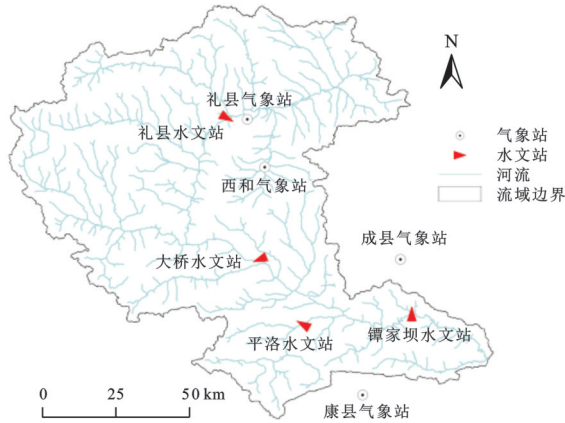 N
礼县气象站
礼县水文站
西和气象站
大桥水文站
成县气象站
平洛水文站
镡家坝水文站
康县气象站
气象站
水文站
河流
流域边界
0 25 50 km